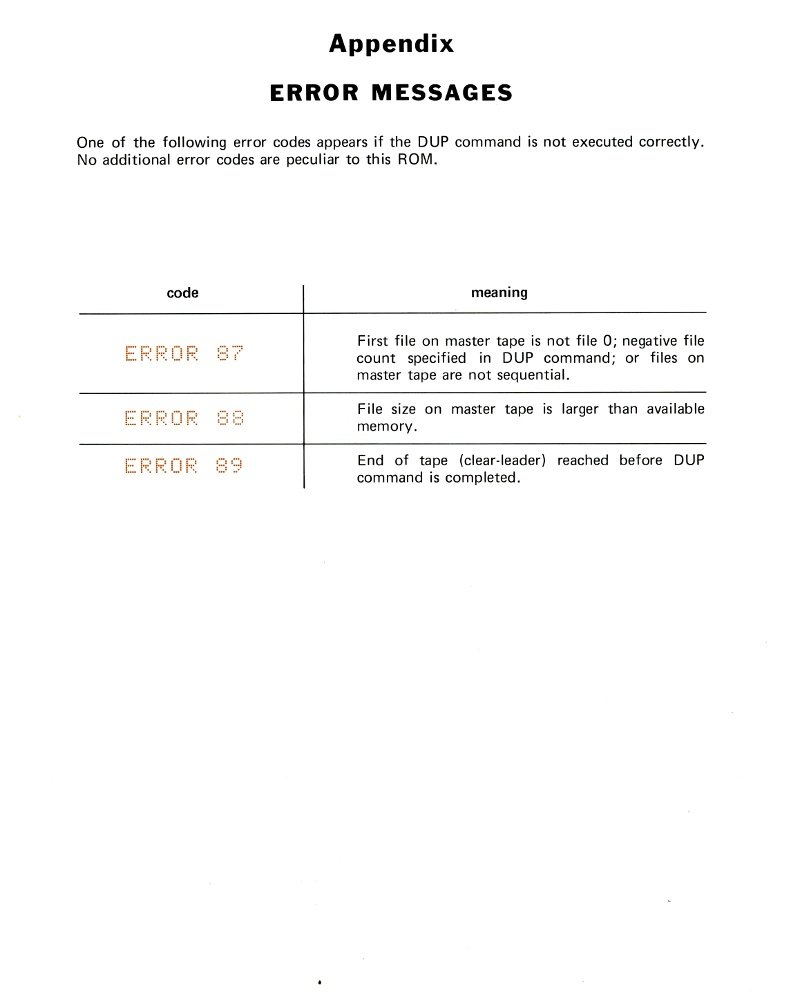 Appendix
ERROR MESSAGES
One of the following error codes appears if the DUP command is not executed correctly.
No additional error codes are peculiar to this ROM.
code
meaning
ERROR 87
First file on master tape is not file 0; negative file
count specified in DUP command; or files on
master tape are not sequential.
ERROR 88
File size on master tape is larger than available
memory.
ERROR 89
End of tape (clear-leader) reached before DUP
command is completed.